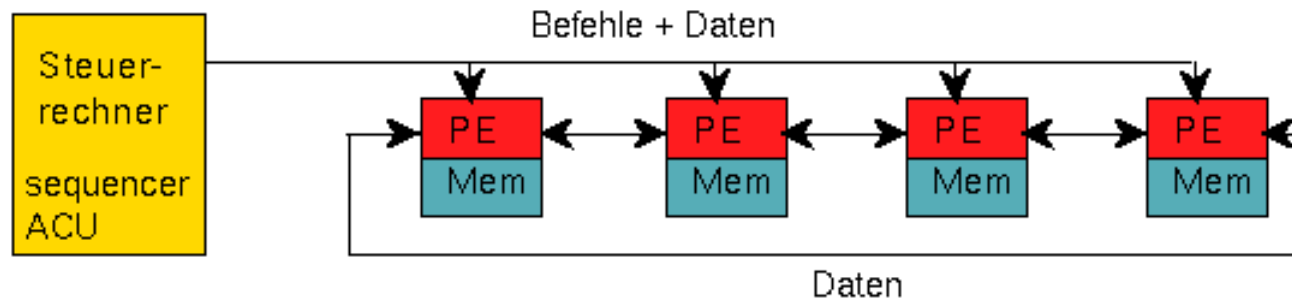 Befehle + Daten
Steuer-
rechner
sequencer
ACU
PE
Mem
PE
Mem
PE
Mem
PE
Mem
Daten